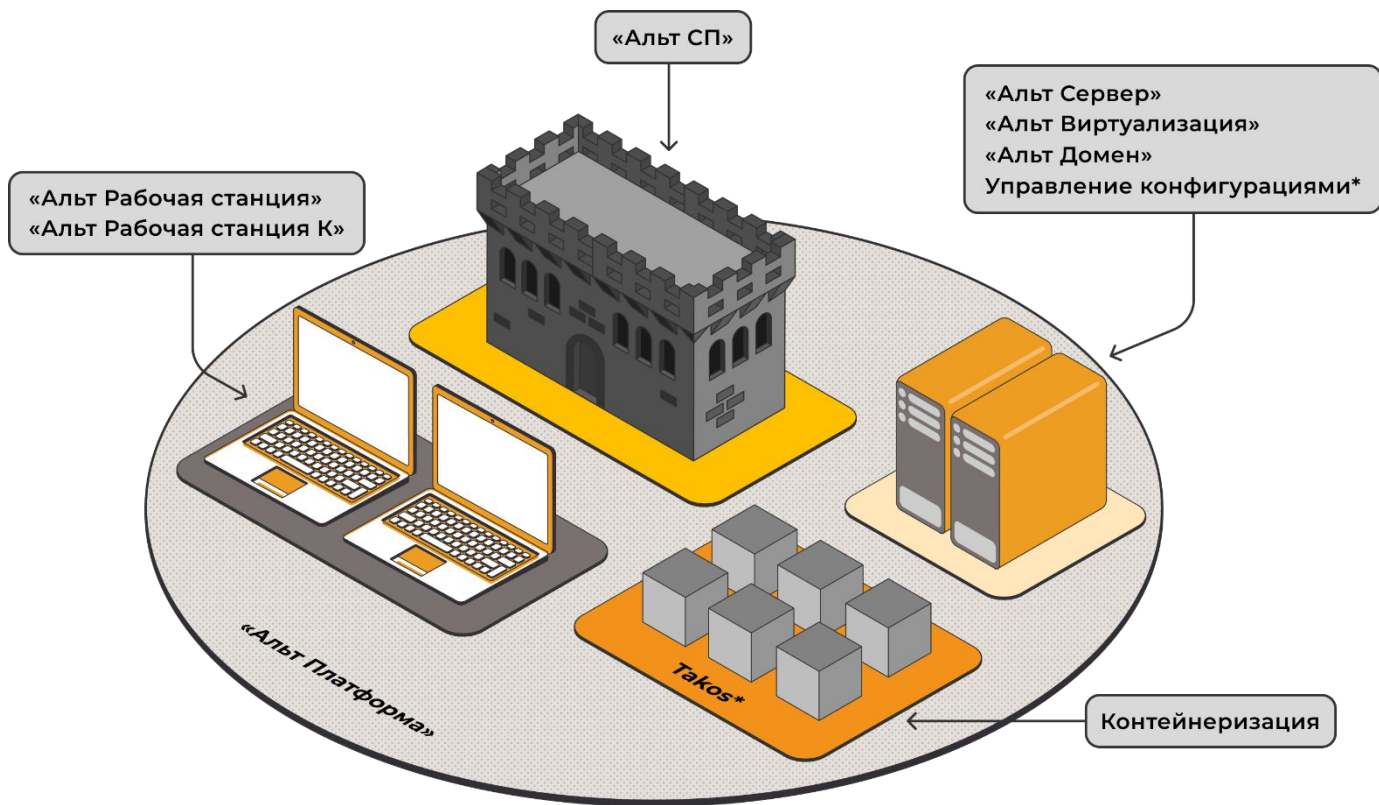 «Альт СП»
«Альт Сервер»
«Альт Виртуализация»
«Альт Домен»
Управление конфигурациями*
«Альт Рабочая станция»
«Альт Рабочая станция К»
«Альт Платформа»
Takos*
Контейнеризация